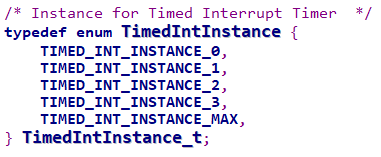 /* Instance for Timed Interrupt Timer  */
typedef enum TimedIntInstance {
    TIMED_INT_INSTANCE_0,
    TIMED_INT_INSTANCE_1,
    TIMED_INT_INSTANCE_2,
    TIMED_INT_INSTANCE_3,
    TIMED_INT_INSTANCE_MAX,
} TimedIntInstance_t;